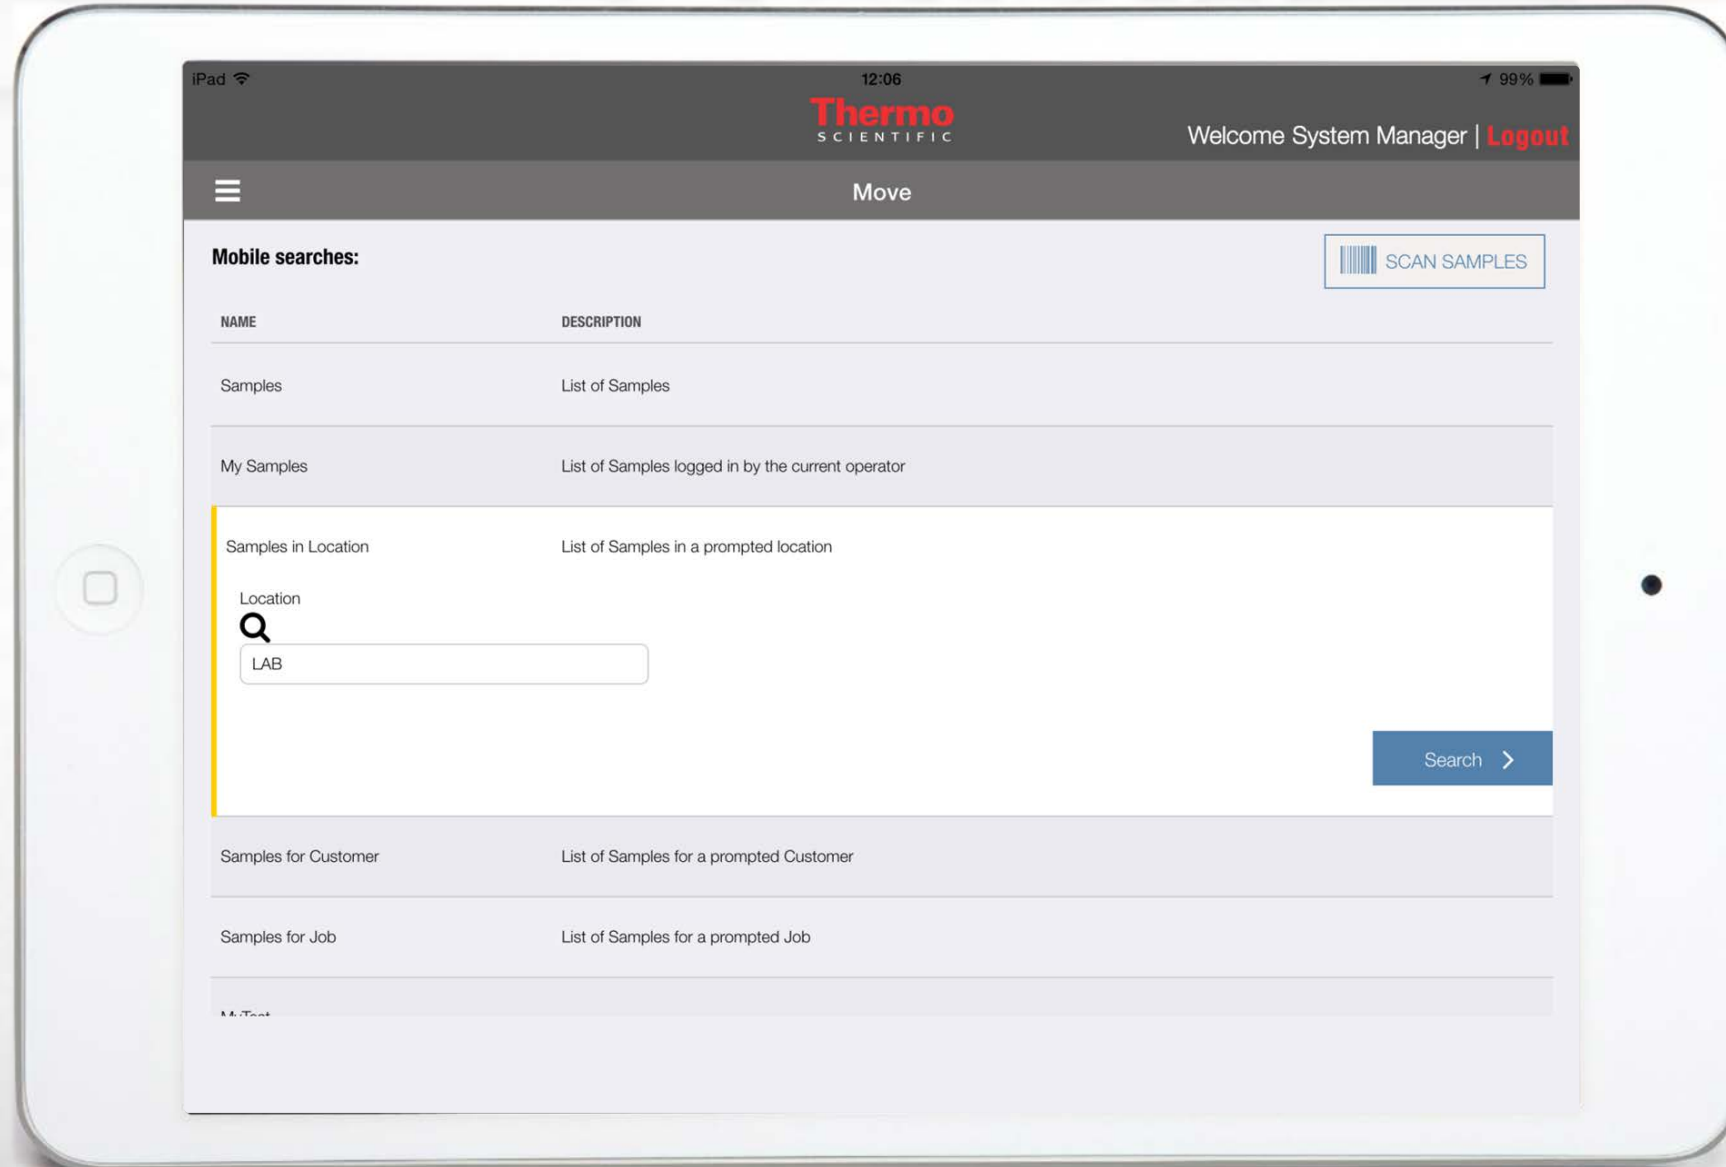 iPad 12:06 99%
Thermo
SCIENTIFIC
Welcome System Manager | Logout
Move
Mobile searches:
SCAN SAMPLES
NAME DESCRIPTION
Samples List of Samples
My Samples List of Samples logged in by the current operator
Samples in Location List of Samples in a prompted location
Location
LAB
Search
Samples for Customer List of Samples for a prompted Customer
Samples for Job List of Samples for a prompted Job
MyTest